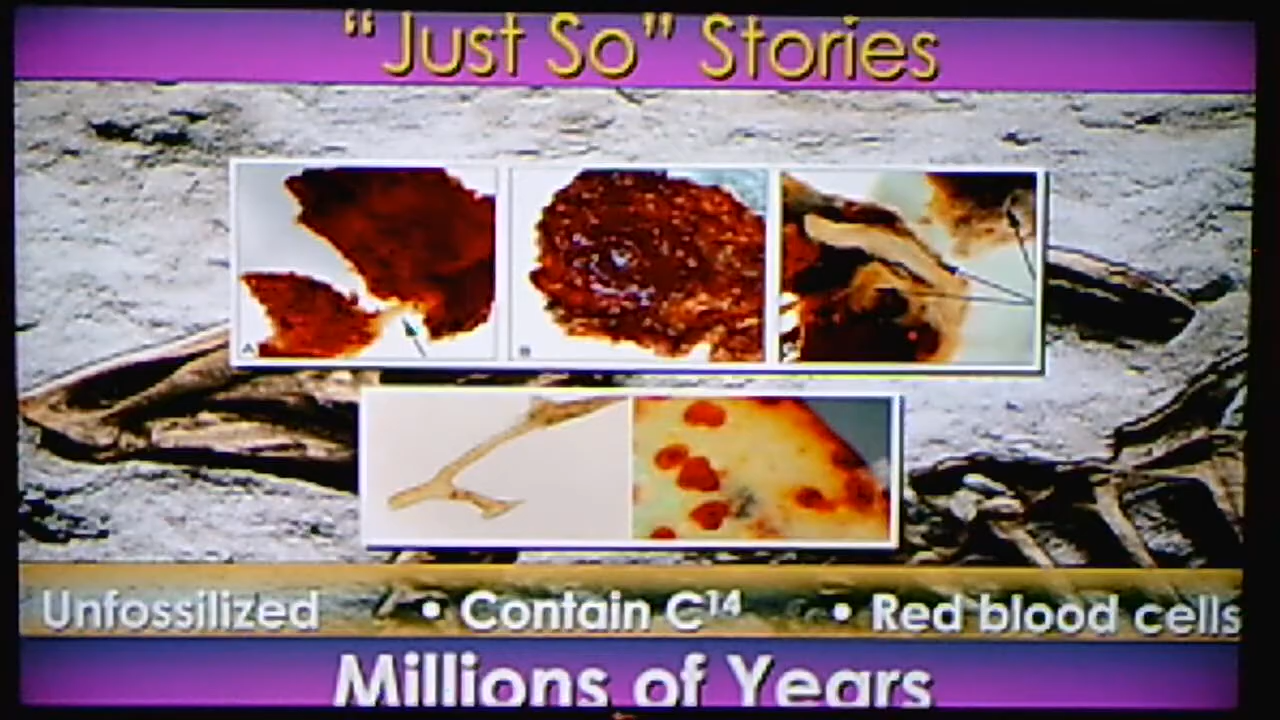 “Just So” Stories
A
B
C
Unfossilized • Contain C¹⁴ • Red blood cells
Millions of Years